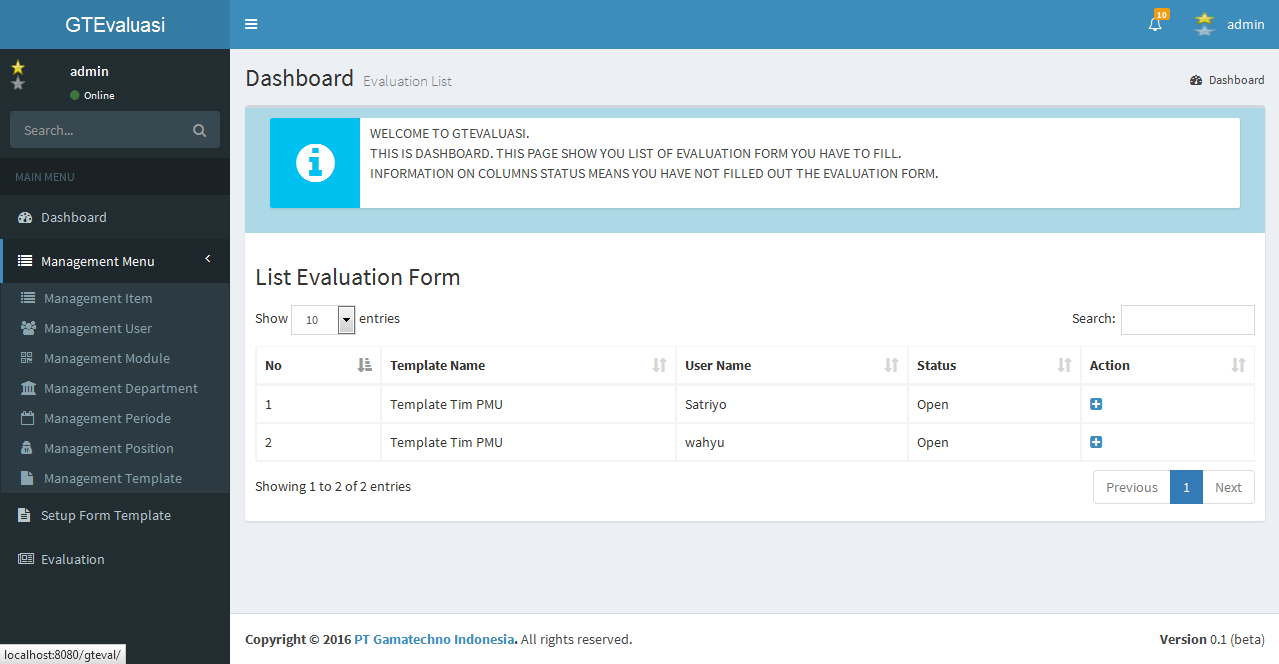 GTEvaluasi
10
admin
admin
Online
Search...
MAIN MENU
Dashboard
Management Menu
Management Item
Management User
Management Module
Management Department
Management Periode
Management Position
Management Template
Setup Form Template
Evaluation
localhost:8080/gteval/
Dashboard Evaluation List
Dashboard
WELCOME TO GTEVALUASI.
THIS IS DASHBOARD. THIS PAGE SHOW YOU LIST OF EVALUATION FORM YOU HAVE TO FILL.
INFORMATION ON COLUMNS STATUS MEANS YOU HAVE NOT FILLED OUT THE EVALUATION FORM.
List Evaluation Form
Show 10 entries Search:
No Template Name User Name Status Action
1 Template Tim PMU Satriyo Open
2 Template Tim PMU wahyu Open
Showing 1 to 2 of 2 entries Previous 1 Next
Copyright © 2016 PT Gamatechno Indonesia. All rights reserved. Version 0.1 (beta)